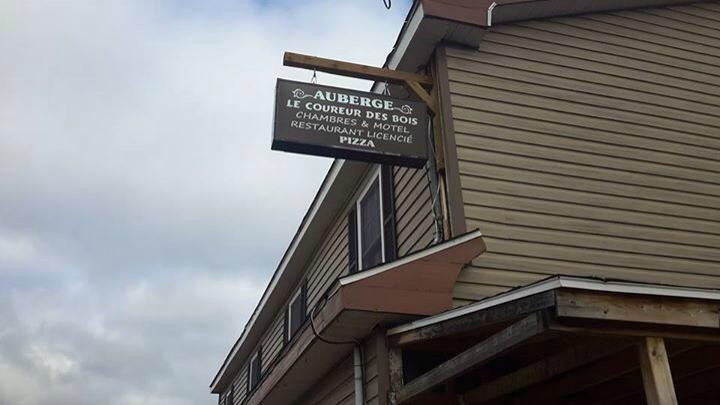 AUBERGE
LE COUREUR DES BOIS
CHAMBRES & MOTEL
RESTAURANT LICENCIÉ
PIZZA